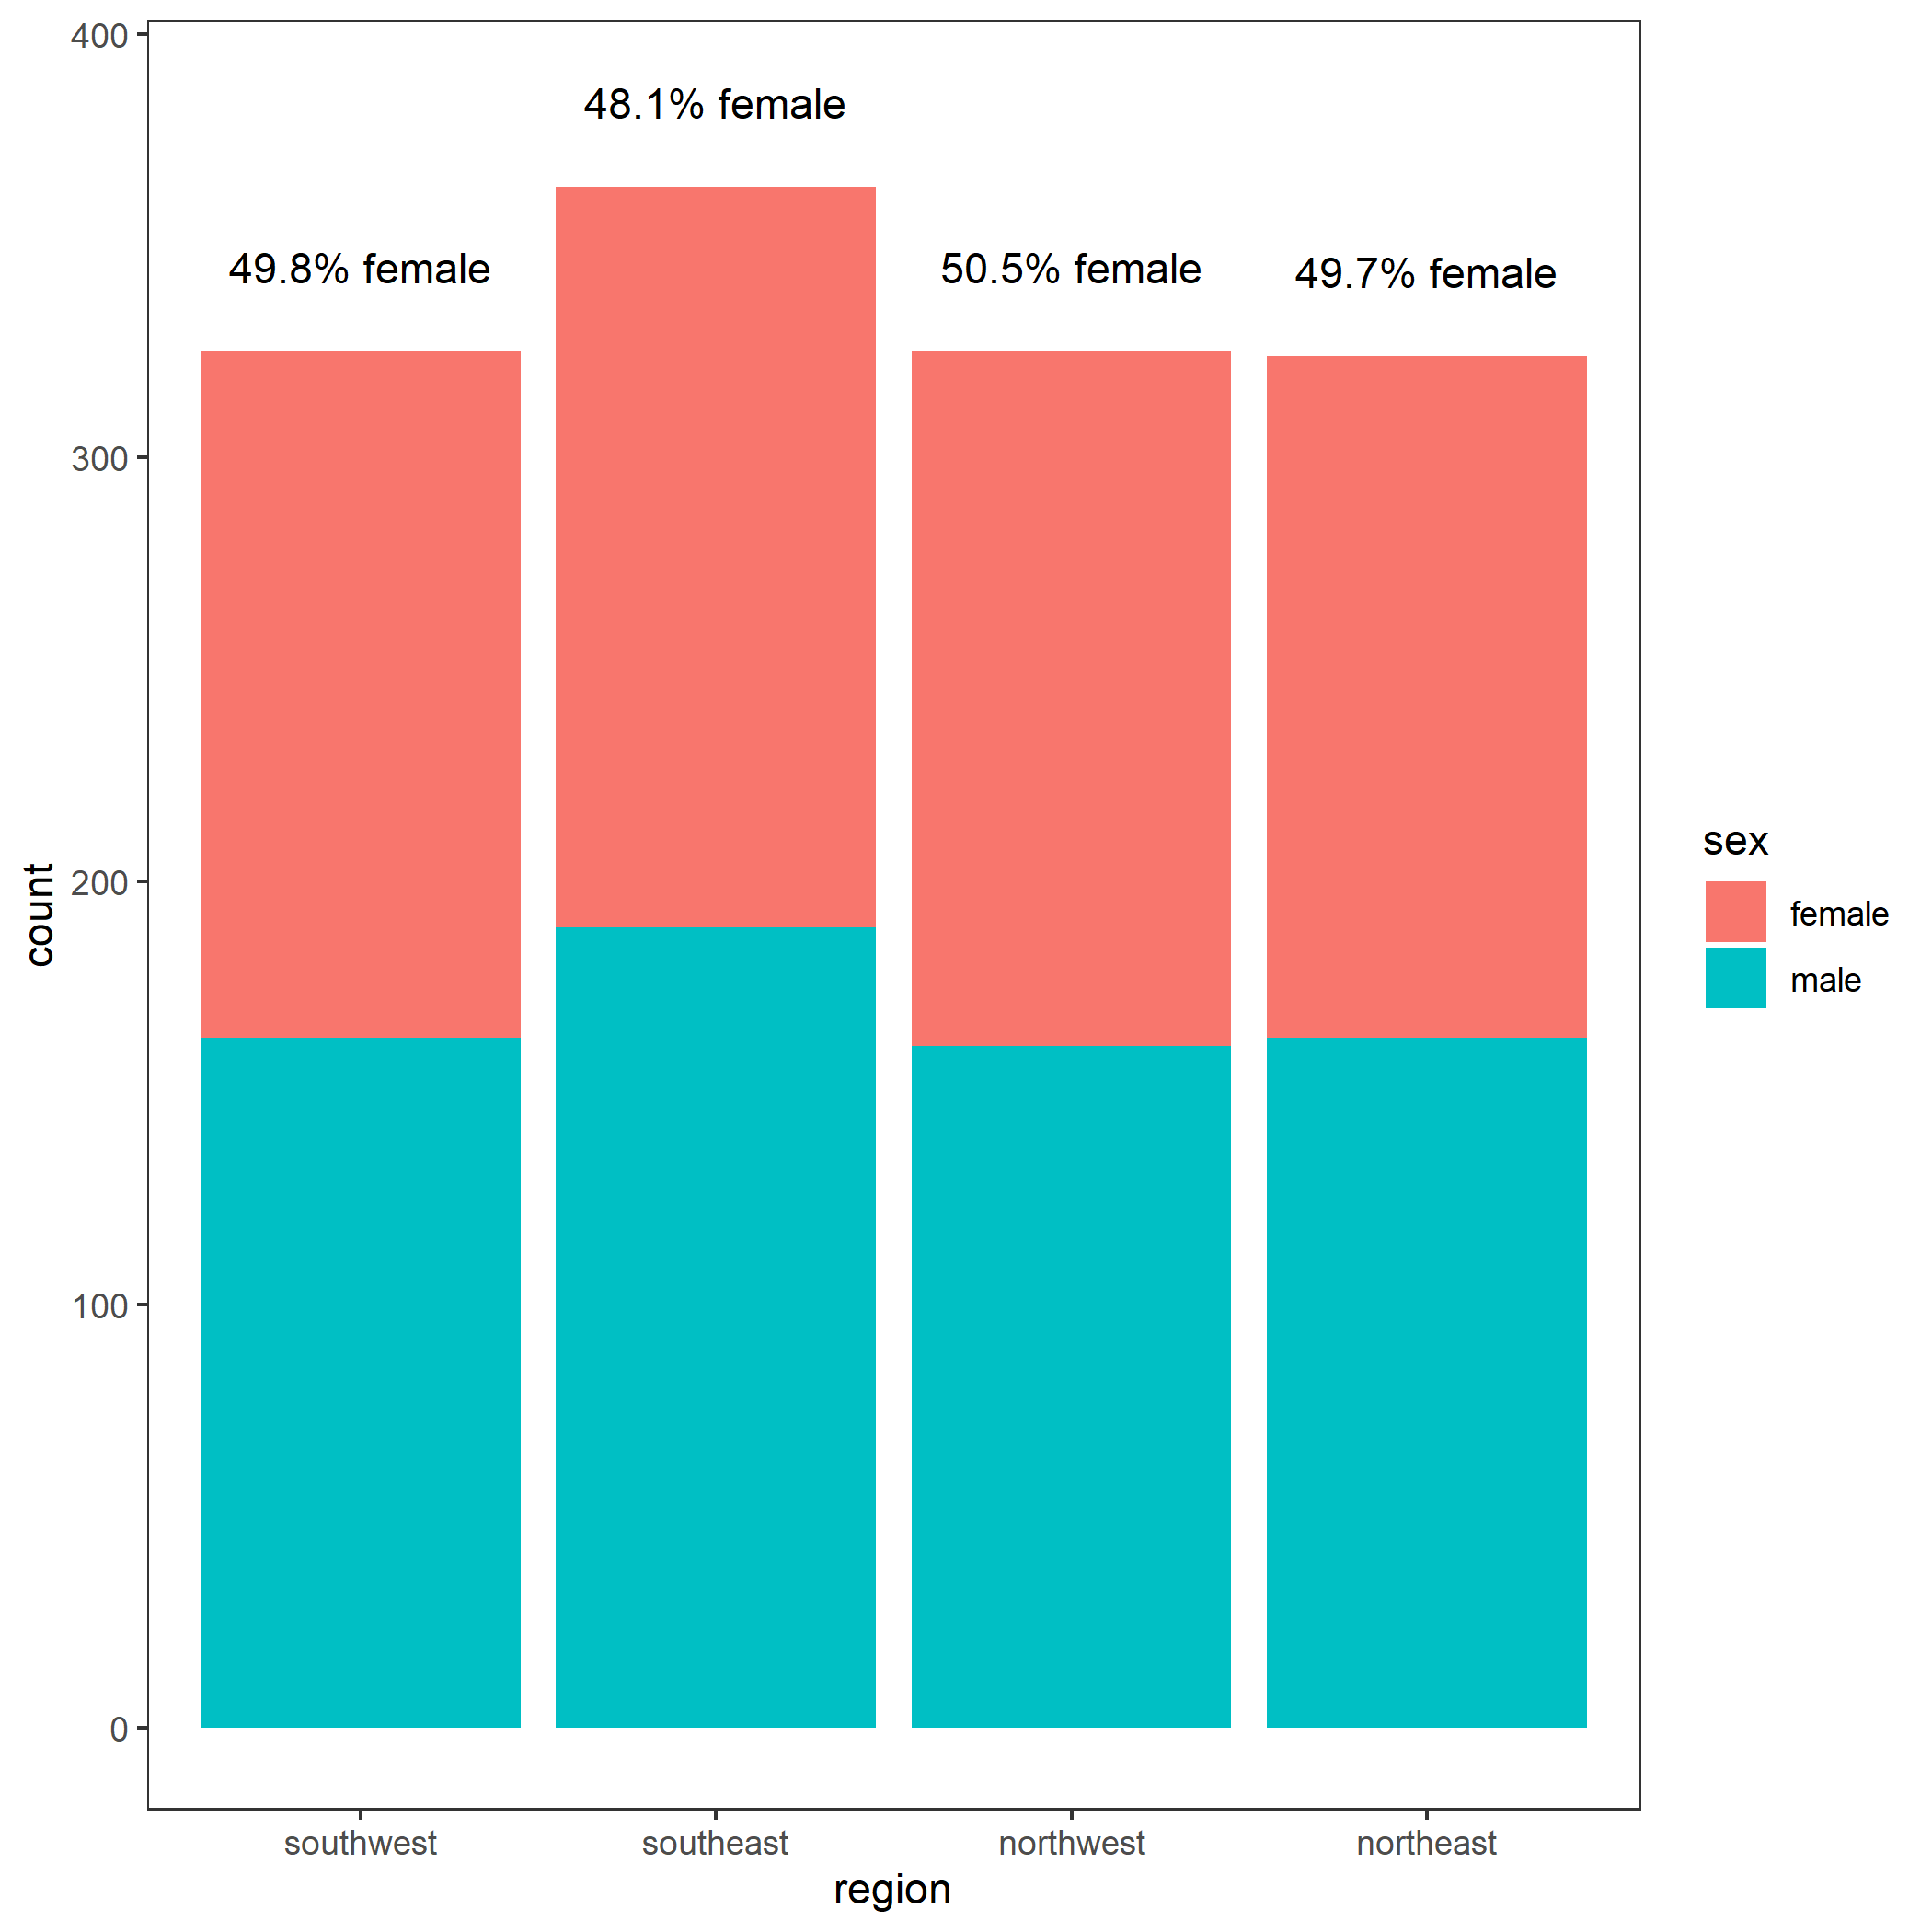 400
300
200
100
0
count
48.1% female
49.8% female
50.5% female
49.7% female
southwest
southeast
northwest
northeast
region
sex
female
male